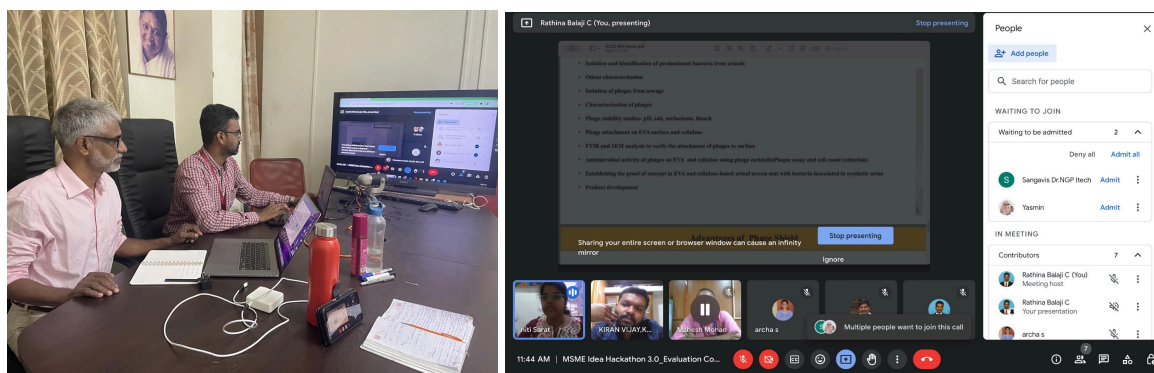 Rathina Balaji C (You, presenting)
Stop presenting
• Isolation and identification of predominant bacteria from urinals
• Odour characterization
• Isolation of phages from sewage
• Characterization of phages
• Phage stability studies- pH, salt, surfactants, bleach
• Phage attachment on EVA surface and cellulose
• FTIR and SEM analysis to verify the attachment of phages to surface
• Antimicrobial activity of phages on EVA and cellulose using phage cocktails(Plaque assay and cell count reduction)
• Establishing the proof of concept in EVA and cellulose-based urinal screen mat with bacteria inoculated in synthetic urine
• Product development
Advantages of Phage Shield
Sharing your entire screen or browser window can cause an infinity
mirror
Stop presenting
Ignore
niti Sarat
KIRAN VIJAY,K...
Mahesh Mohan
archa s
Multiple people want to join this call
11:44 AM | MSME Idea Hackathon 3.0_Evaluation Co...
7
People
Add people
Search for people
WAITING TO JOIN
Waiting to be admitted 2
Deny all Admit all
S Sangavis Dr.NGP Itech Admit
Yasmin Admit
IN MEETING
Contributors 7
Rathina Balaji C (You)
Meeting host
Rathina Balaji C
Your presentation
archa s